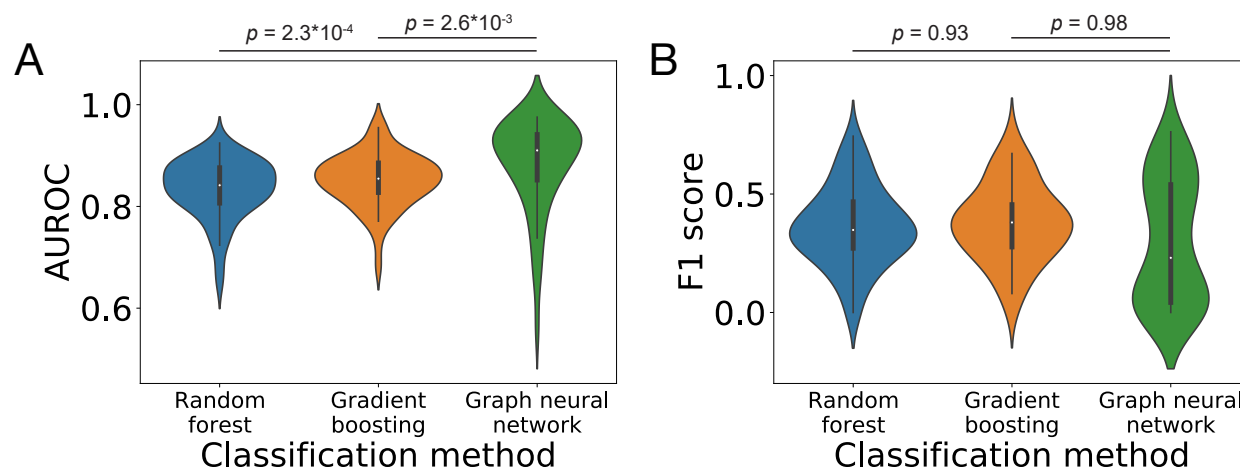 A
p = 2.3*10-4
p = 2.6*10-3
AUROC
1.0
0.8
0.6
Random
forest
Gradient
boosting
Graph neural
network
Classification method
B
p = 0.93
p = 0.98
F1 score
1.0
0.5
0.0
Random
forest
Gradient
boosting
Graph neural
network
Classification method